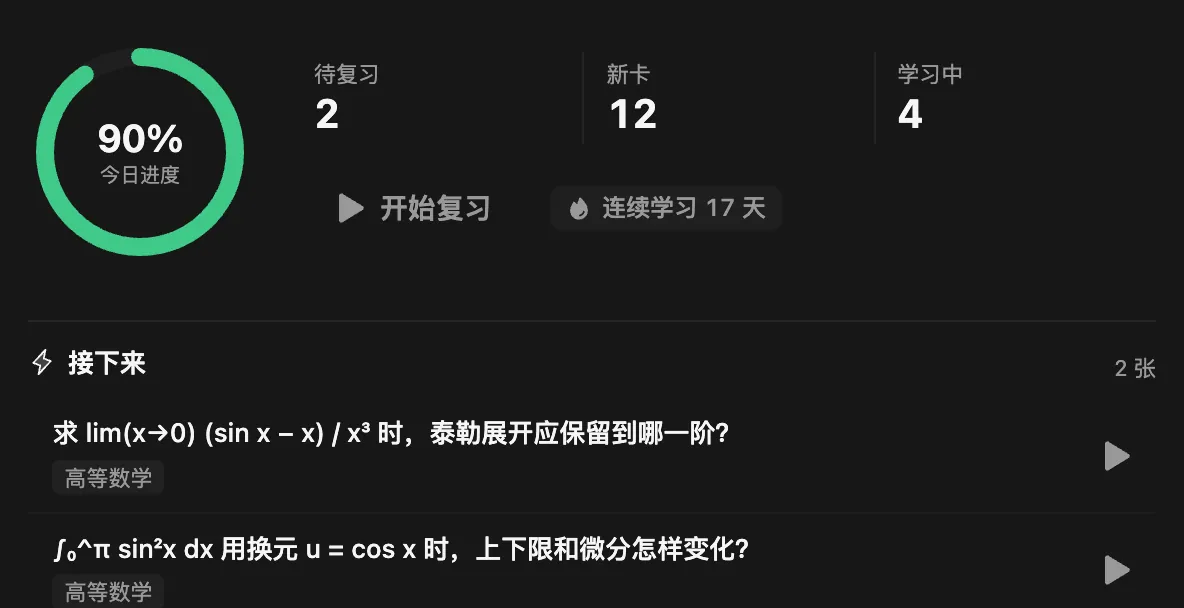 90%
今日进度
待复习
2
新卡
12
学习中
4
开始复习
连续学习 17 天
接下来
2 张
求 lim(x→0) (sin x – x) / x³ 时，泰勒展开应保留到哪一阶？
高等数学
∫₀^π sin²x dx 用换元 u = cos x 时，上下限和微分怎样变化？
高等数学